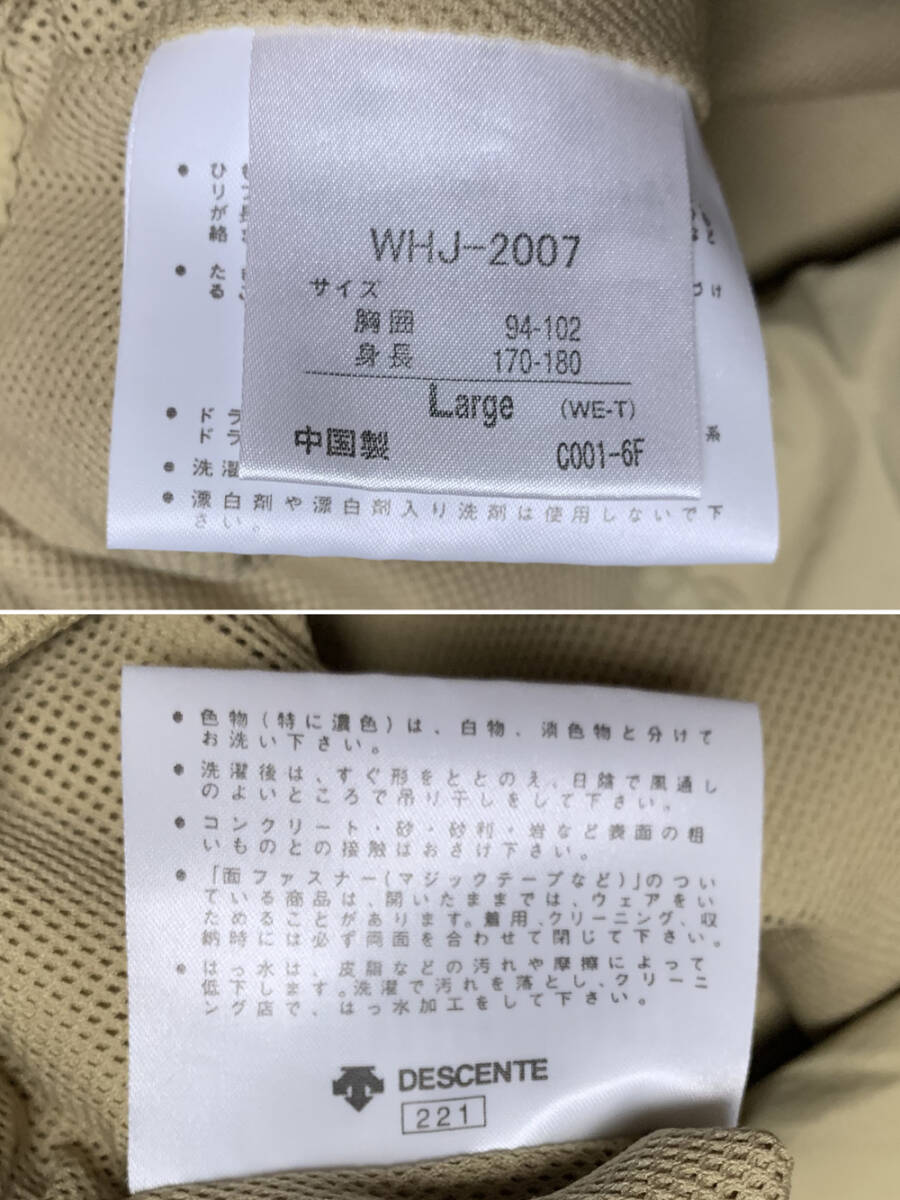 WHJ-2007
サイズ
胸囲 94-102
身長 170-180
Large (WE-T)
中国製 C001-6F
● ひ
リ
が
絡
● た
る
け
● ドラ
ドラ 系
● 洗濯
● 漂白剤や漂白剤入り洗剤は使用しないで下
さい。
● 色物(特に濃色)は、白物、淡色物と分けて
お洗い下さい。
● 洗濯後は、すぐ形をととのえ、日陰で風通し
のよいところで吊り干しをして下さい。
● コンクリート・砂・砂利・岩など表面の粗
いものとの接触はおさけ下さい。
● 「面ファスナー(マジックテープなど)」のつい
ている商品は、開いたままでは、ウェアをい
ためることがあります。着用、クリーニング、収
納時には必ず両面を合わせて閉じて下さい。
● はっ水は、皮脂などの汚れや摩擦によって
低下します。洗濯で汚れを落とし、クリーニ
ング店で、はっ水加工をして下さい。
DESCENTE
221